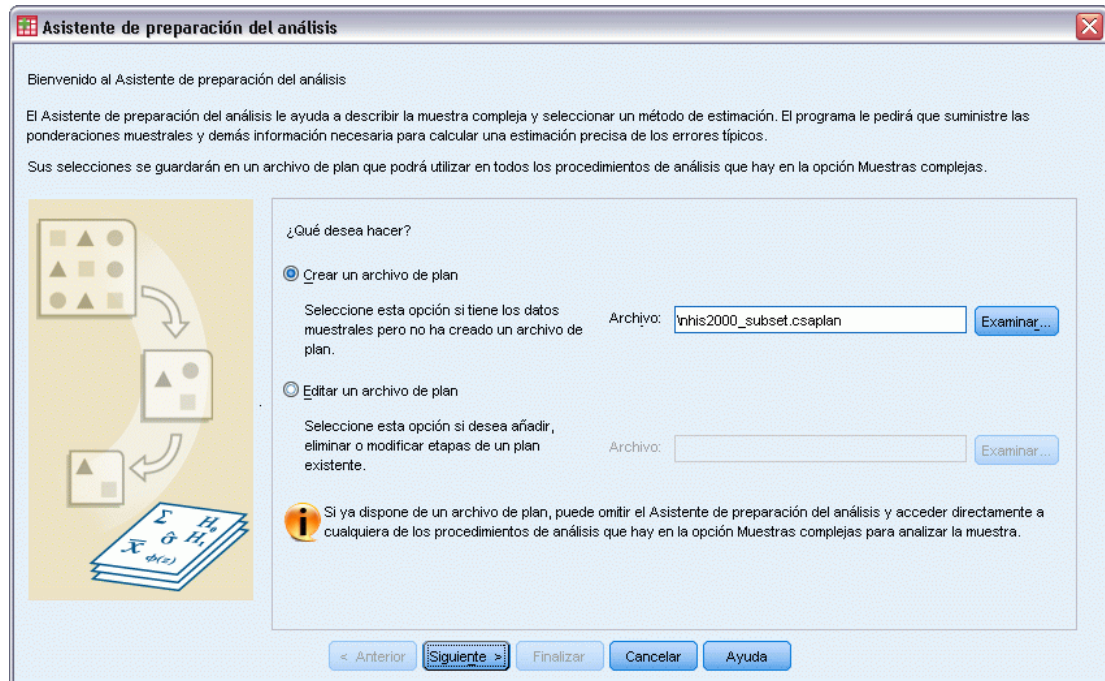 Asistente de preparación del análisis
Bienvenido al Asistente de preparación del análisis
El Asistente de preparación del análisis le ayuda a describir la muestra compleja y seleccionar un método de estimación. El programa le pedirá que suministre las
ponderaciones muestrales y demás información necesaria para calcular una estimación precisa de los errores típicos.
Sus selecciones se guardarán en un archivo de plan que podrá utilizar en todos los procedimientos de análisis que hay en la opción Muestras complejas.
¿Qué desea hacer?
Crear un archivo de plan
Seleccione esta opción si tiene los datos
muestrales pero no ha creado un archivo de
plan.
Archivo: \nhis2000_subset.csaplan Examinar...
Editar un archivo de plan
Seleccione esta opción si desea añadir,
eliminar o modificar etapas de un plan
existente.
Archivo: Examinar...
Si ya dispone de un archivo de plan, puede omitir el Asistente de preparación del análisis y acceder directamente a
cualquiera de los procedimientos de análisis que hay en la opción Muestras complejas para analizar la muestra.
Σ H₀
x̄ σ̂ H₁
φ(z)
< Anterior Siguiente > Finalizar Cancelar Ayuda